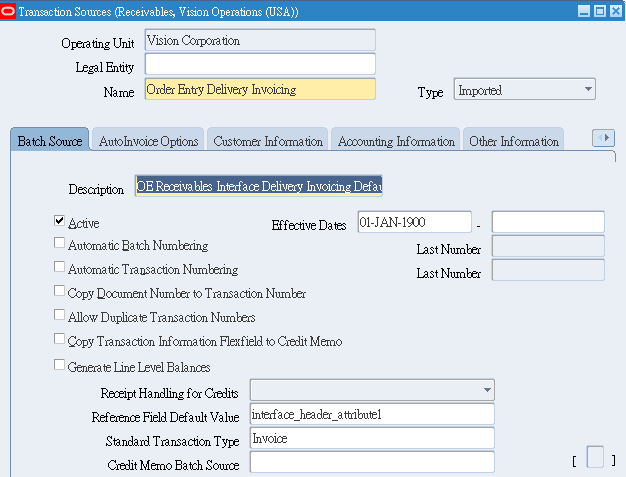 Transaction Sources (Receivables, Vision Operations (USA))
Operating Unit Vision Corporation
Legal Entity
Name Order Entry Delivery Invoicing Type Imported
Batch Source AutoInvoice Options Customer Information Accounting Information Other Information
Description OE Receivables Interface Delivery Invoicing Defau
Active Effective Dates 01-JAN-1900 -
Automatic Batch Numbering Last Number
Automatic Transaction Numbering Last Number
Copy Document Number to Transaction Number
Allow Duplicate Transaction Numbers
Copy Transaction Information Flexfield to Credit Memo
Generate Line Level Balances
Receipt Handling for Credits
Reference Field Default Value interface_header_attribute1
Standard Transaction Type Invoice
Credit Memo Batch Source [ ]